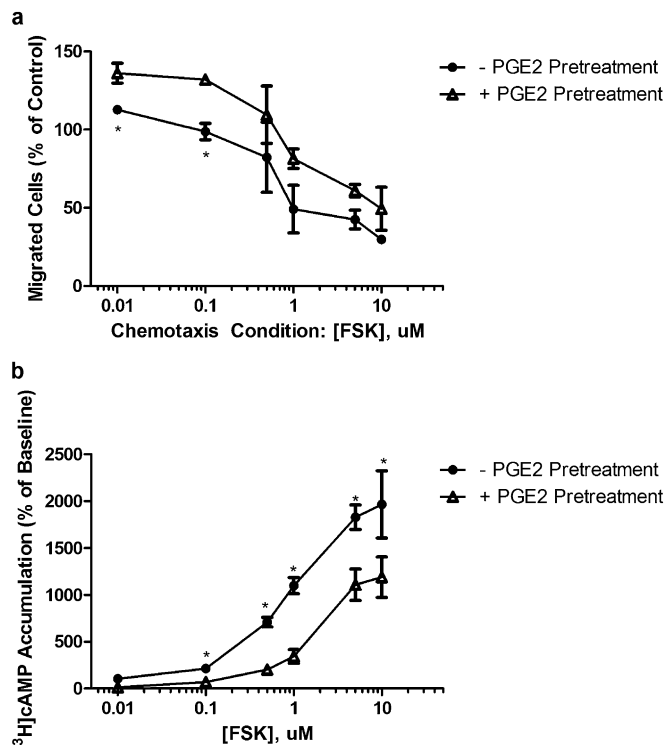 a
Migrated Cells (% of Control)
150
100
50
0
0.01 0.1 1 10
Chemotaxis Condition: [FSK], uM
- PGE2 Pretreatment
+ PGE2 Pretreatment
* *
b
³H]cAMP Accumulation (% of Baseline)
2500
2000
1500
1000
500
0
0.01 0.1 1 10
[FSK], uM
- PGE2 Pretreatment
+ PGE2 Pretreatment
* * * * *